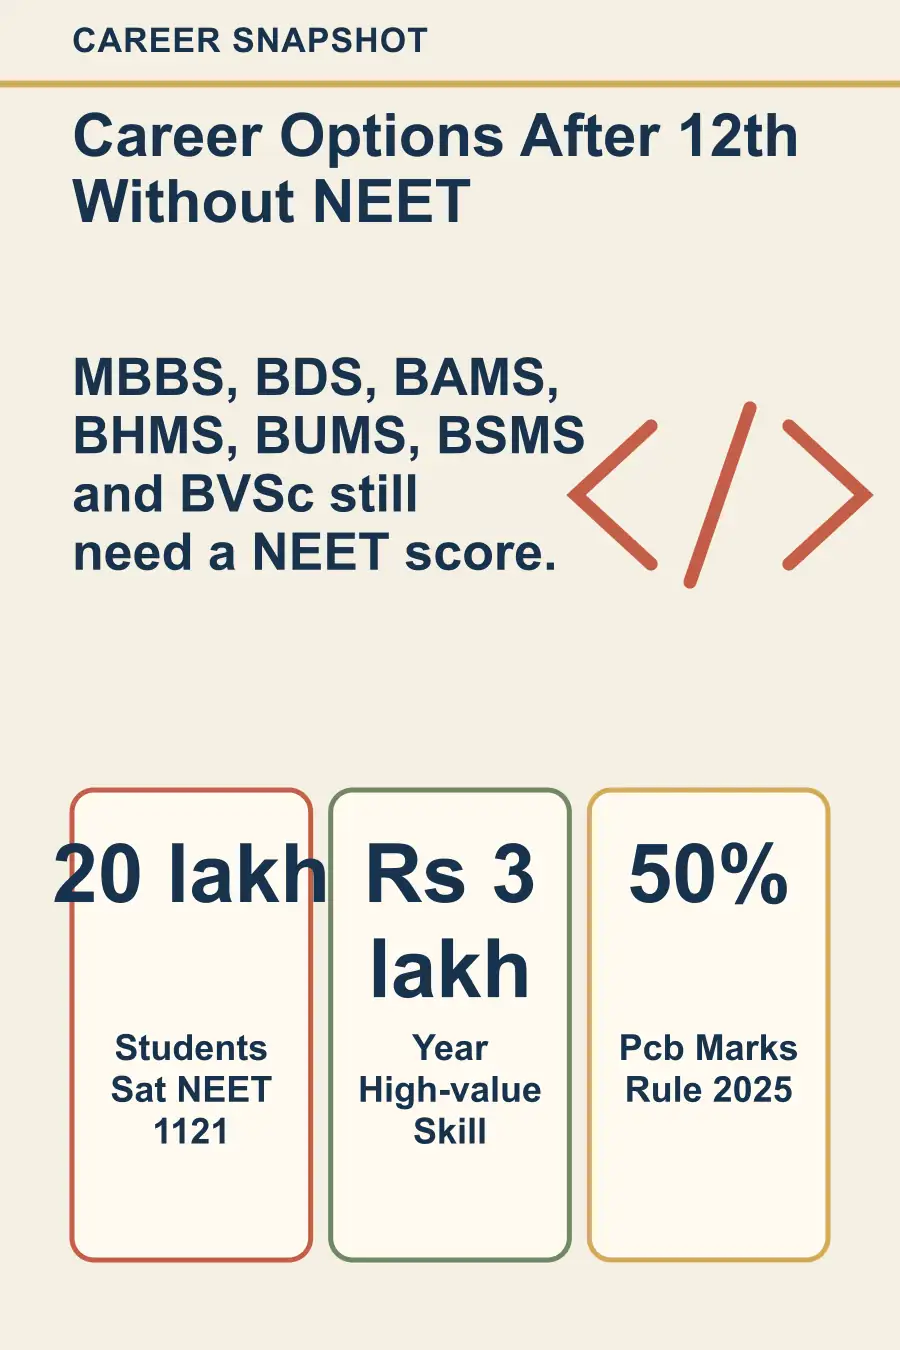 CAREER SNAPSHOT
Career Options After 12th
Without NEET
MBBS, BDS, BAMS,
BHMS, BUMS, BSMS
and BVSc still
need a NEET score.
20 lakh
Students
Sat NEET
1121
Rs 3
lakh
Year
High-value
Skill
50%
Pcb Marks
Rule 2025